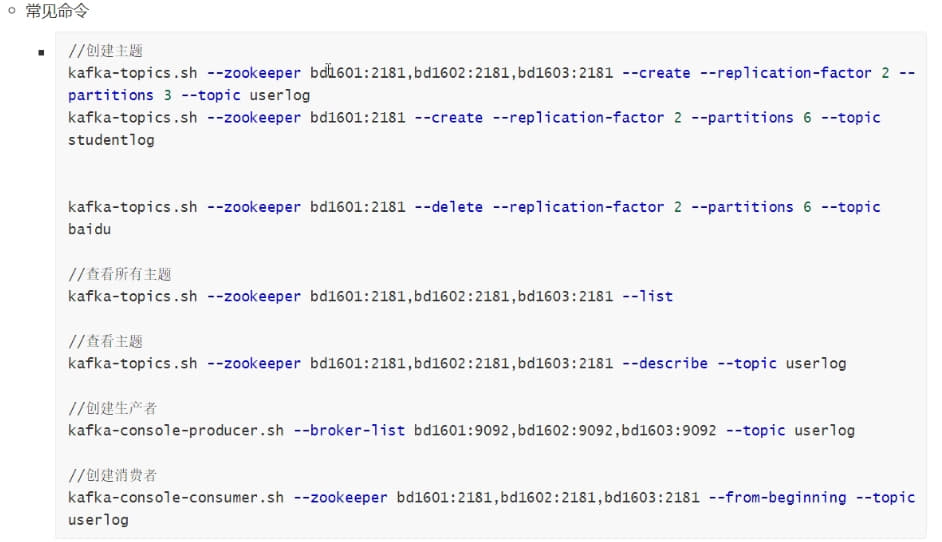 常见命令
//创建主题
kafka-topics.sh --zookeeper bd1601:2181,bd1602:2181,bd1603:2181 --create --replication-factor 2 --
partitions 3 --topic userlog
kafka-topics.sh --zookeeper bd1601:2181 --create --replication-factor 2 --partitions 6 --topic
studentlog
kafka-topics.sh --zookeeper bd1601:2181 --delete --replication-factor 2 --partitions 6 --topic
baidu
//查看所有主题
kafka-topics.sh --zookeeper bd1601:2181,bd1602:2181,bd1603:2181 --list
//查看主题
kafka-topics.sh --zookeeper bd1601:2181,bd1602:2181,bd1603:2181 --describe --topic userlog
//创建生产者
kafka-console-producer.sh --broker-list bd1601:9092,bd1602:9092,bd1603:9092 --topic userlog
//创建消费者
kafka-console-consumer.sh --zookeeper bd1601:2181,bd1602:2181,bd1603:2181 --from-beginning --topic
userlog